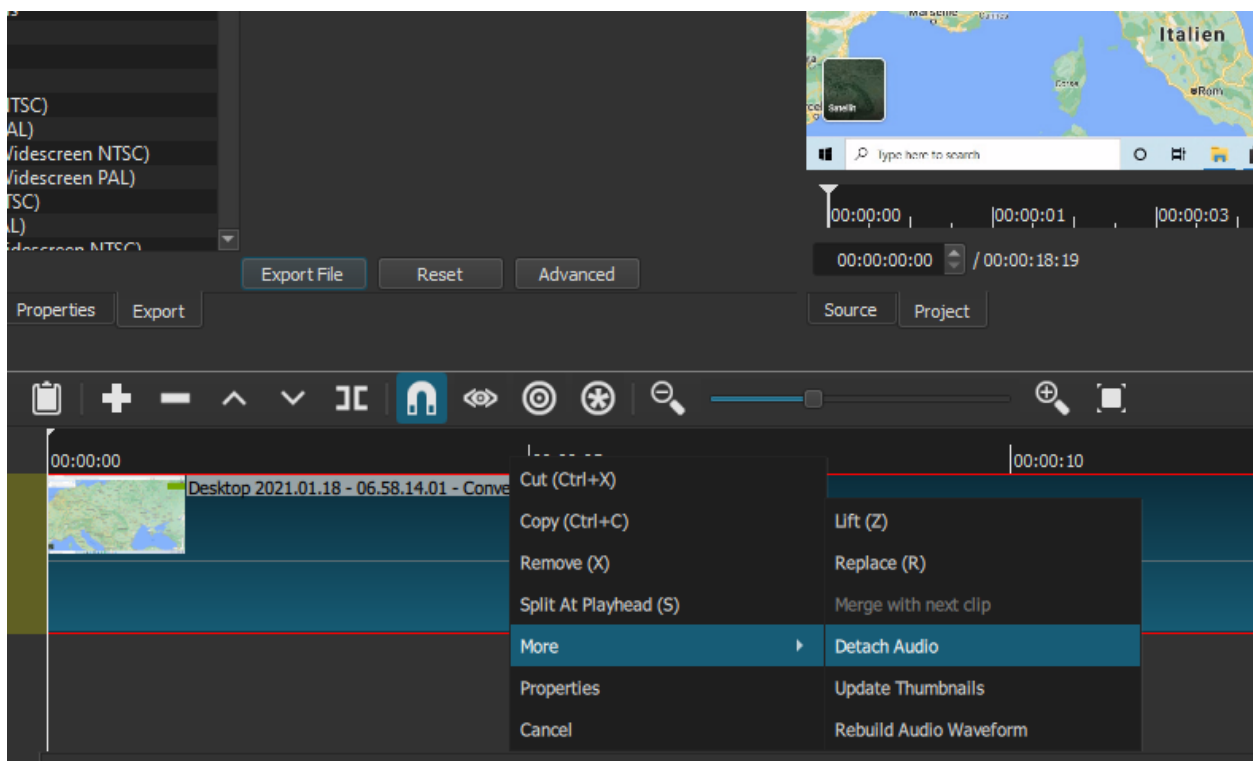 TSC)
AL)
Videscreen NTSC)
Videscreen PAL)
TSC)
AL)
Export File
Reset
Advanced
Properties
Export
Marseille
Italien
Rom
Satellit
Type here to search
00:00:00
00:00:01
00:00:03
00:00:00:00
/ 00:00:18:19
Source
Project
00:00:00
00:00:10
Desktop 2021.01.18 - 06.58.14.01 - Conve
Cut (Ctrl+X)
Copy (Ctrl+C)
Remove (X)
Split At Playhead (S)
More
Properties
Cancel
Lift (Z)
Replace (R)
Merge with next clip
Detach Audio
Update Thumbnails
Rebuild Audio Waveform